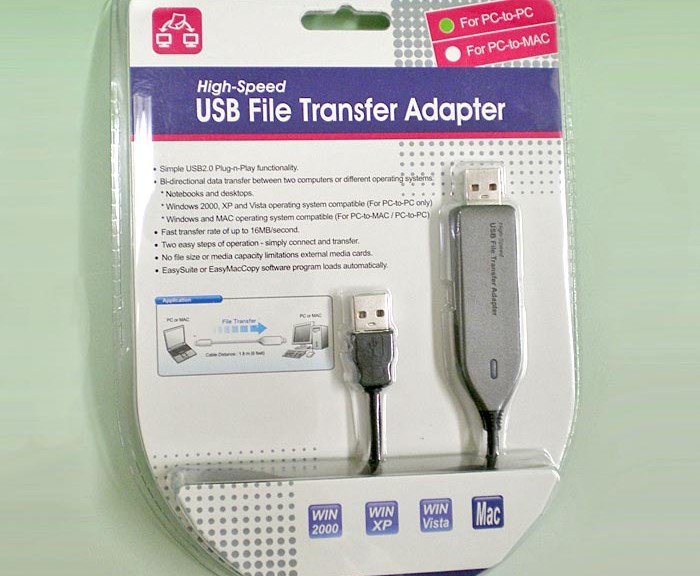 For PC-to-PC
For PC-to-MAC
High-Speed
USB File Transfer Adapter
• Simple USB2.0 Plug-n-Play functionality.
• Bi-directional data transfer between two computers or different operating systems.
* Notebooks and desktops.
* Windows 2000, XP and Vista operating system compatible (For PC-to-PC only)
* Windows and MAC operating system compatible (For PC-to-MAC / PC-to-PC)
• Fast transfer rate of up to 16MB/second.
• Two easy steps of operation - simply connect and transfer.
• No file size or media capacity limitations external media cards.
• EasySuite or EasyMacCopy software program loads automatically.
High-Speed
USB File Transfer Adapter
Application
PC or MAC
File Transfer
PC or MAC
Cable Distance : 1.8 m (6 feet)
WIN 2000
WIN XP
WIN Vista
Mac